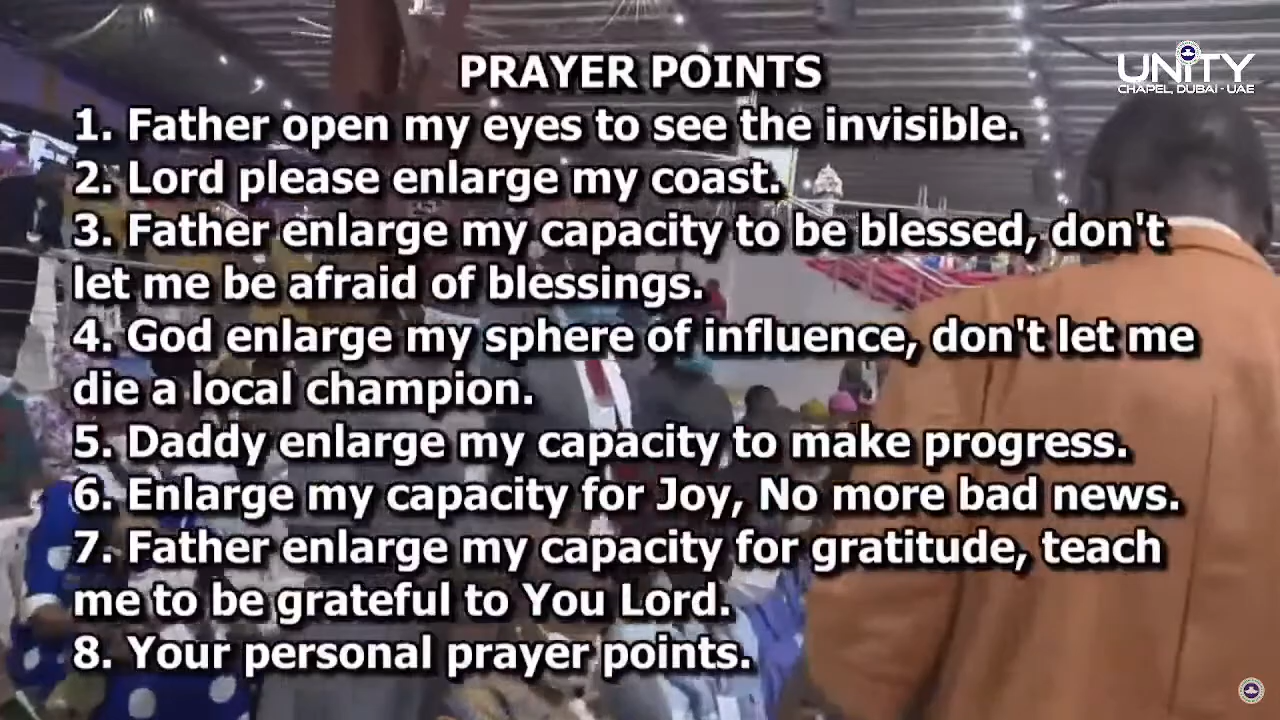 UNITY
CHAPEL, DUBAI - UAE
PRAYER POINTS
1. Father open my eyes to see the invisible.
2. Lord please enlarge my coast.
3. Father enlarge my capacity to be blessed, don't
let me be afraid of blessings.
4. God enlarge my sphere of influence, don't let me
die a local champion.
5. Daddy enlarge my capacity to make progress.
6. Enlarge my capacity for Joy, No more bad news.
7. Father enlarge my capacity for gratitude, teach
me to be grateful to You Lord.
8. Your personal prayer points.